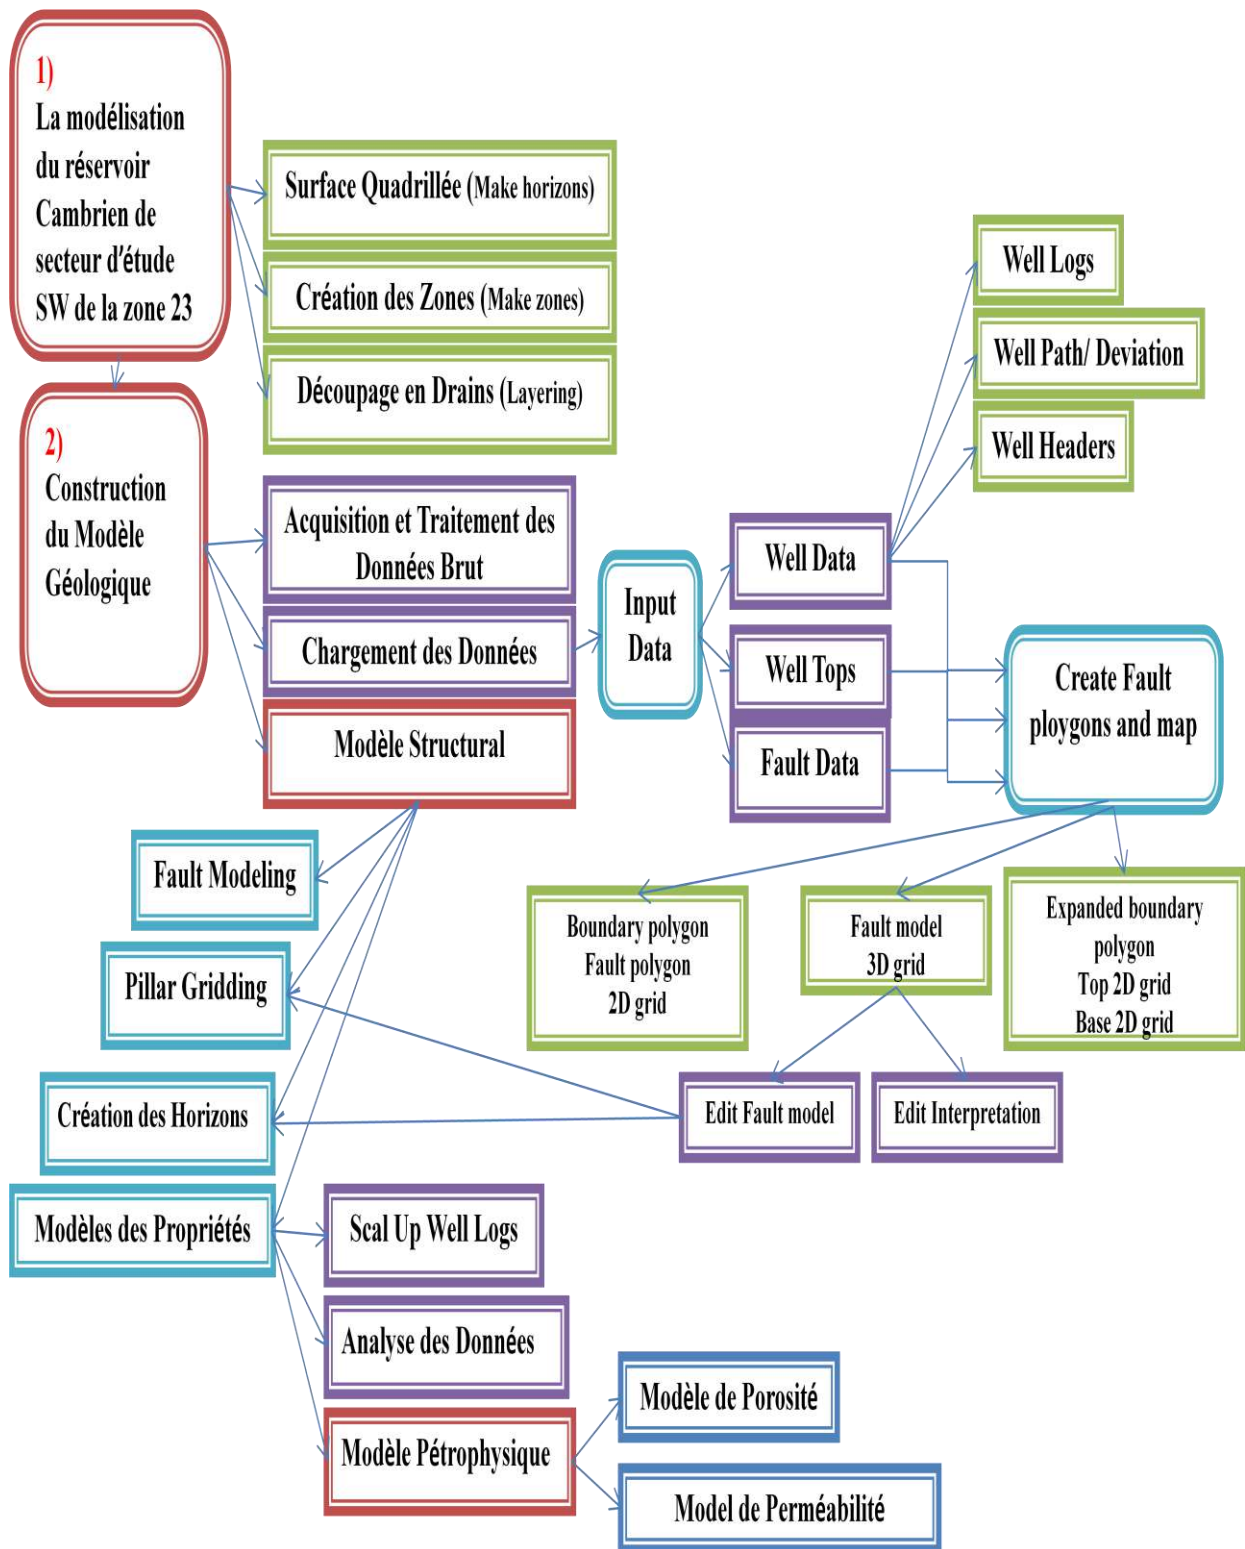 1)
La modélisation
du réservoir
Cambrien de
secteur d'étude
SW de la zone 23
Surface Quadrillée (Make horizons)
Création des Zones (Make zones)
Découpage en Drains (Layering)
Well Logs
Well Path/ Deviation
Well Headers
2)
Construction
du Modèle
Géologique
Acquisition et Traitement des
Données Brut
Chargement des Données
Modèle Structural
Input
Data
Well Data
Well Tops
Fault Data
Create Fault
ploygons and map
Fault Modeling
Pillar Gridding
Création des Horizons
Modèles des Propriétés
Boundary polygon
Fault polygon
2D grid
Fault model
3D grid
Expanded boundary
polygon
Top 2D grid
Base 2D grid
Edit Fault model
Edit Interpretation
Scal Up Well Logs
Analyse des Données
Modèle Pétrophysique
Modèle de Porosité
Model de Perméabilité